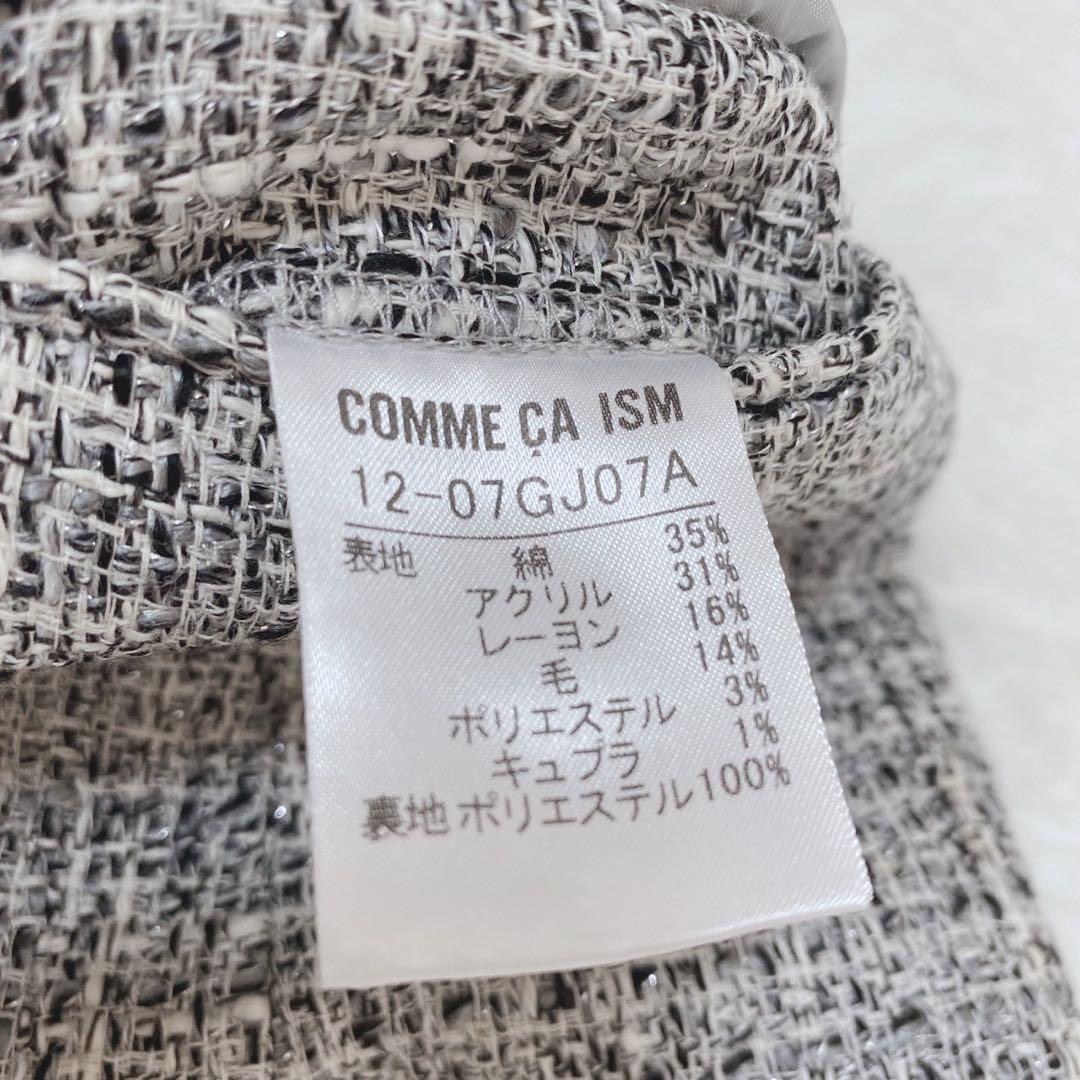 COMME ÇA ISM
12-07GJ07A
表地 綿 35%
アクリル 31%
レーヨン 16%
毛 14%
ポリエステル 3%
キュプラ 1%
裏地 ポリエステル100%